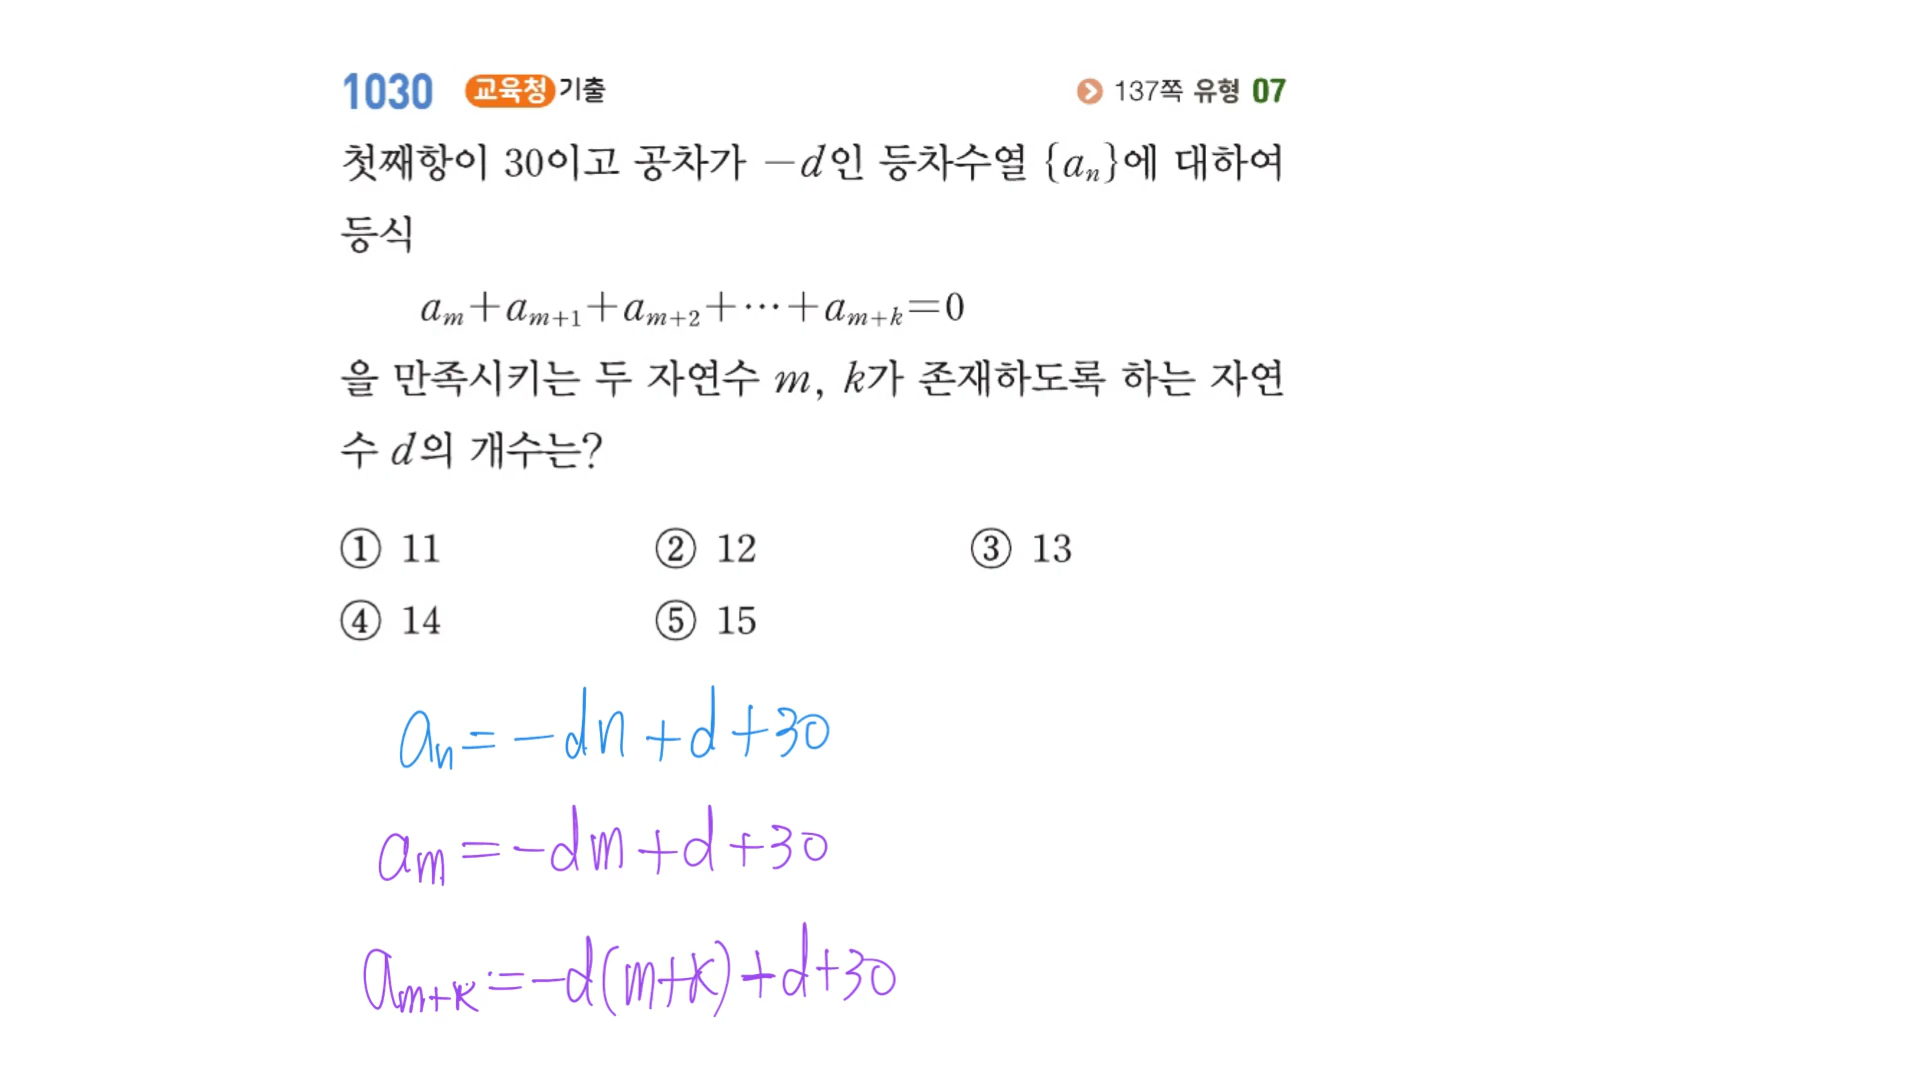 1030 교육청 기출 137쪽 유형 07
첫째항이 30이고 공차가 −d인 등차수열 {aₙ}에 대하여
등식
aₘ+aₘ₊₁+aₘ₊₂+⋯+aₘ₊ₖ=0
을 만족시키는 두 자연수 m, k가 존재하도록 하는 자연
수 d의 개수는?
① 11 ② 12 ③ 13
④ 14 ⑤ 15
aₙ = −dn + d + 30
aₘ = −dm + d + 30
aₘ₊ₖ = −d(m+k) + d + 30